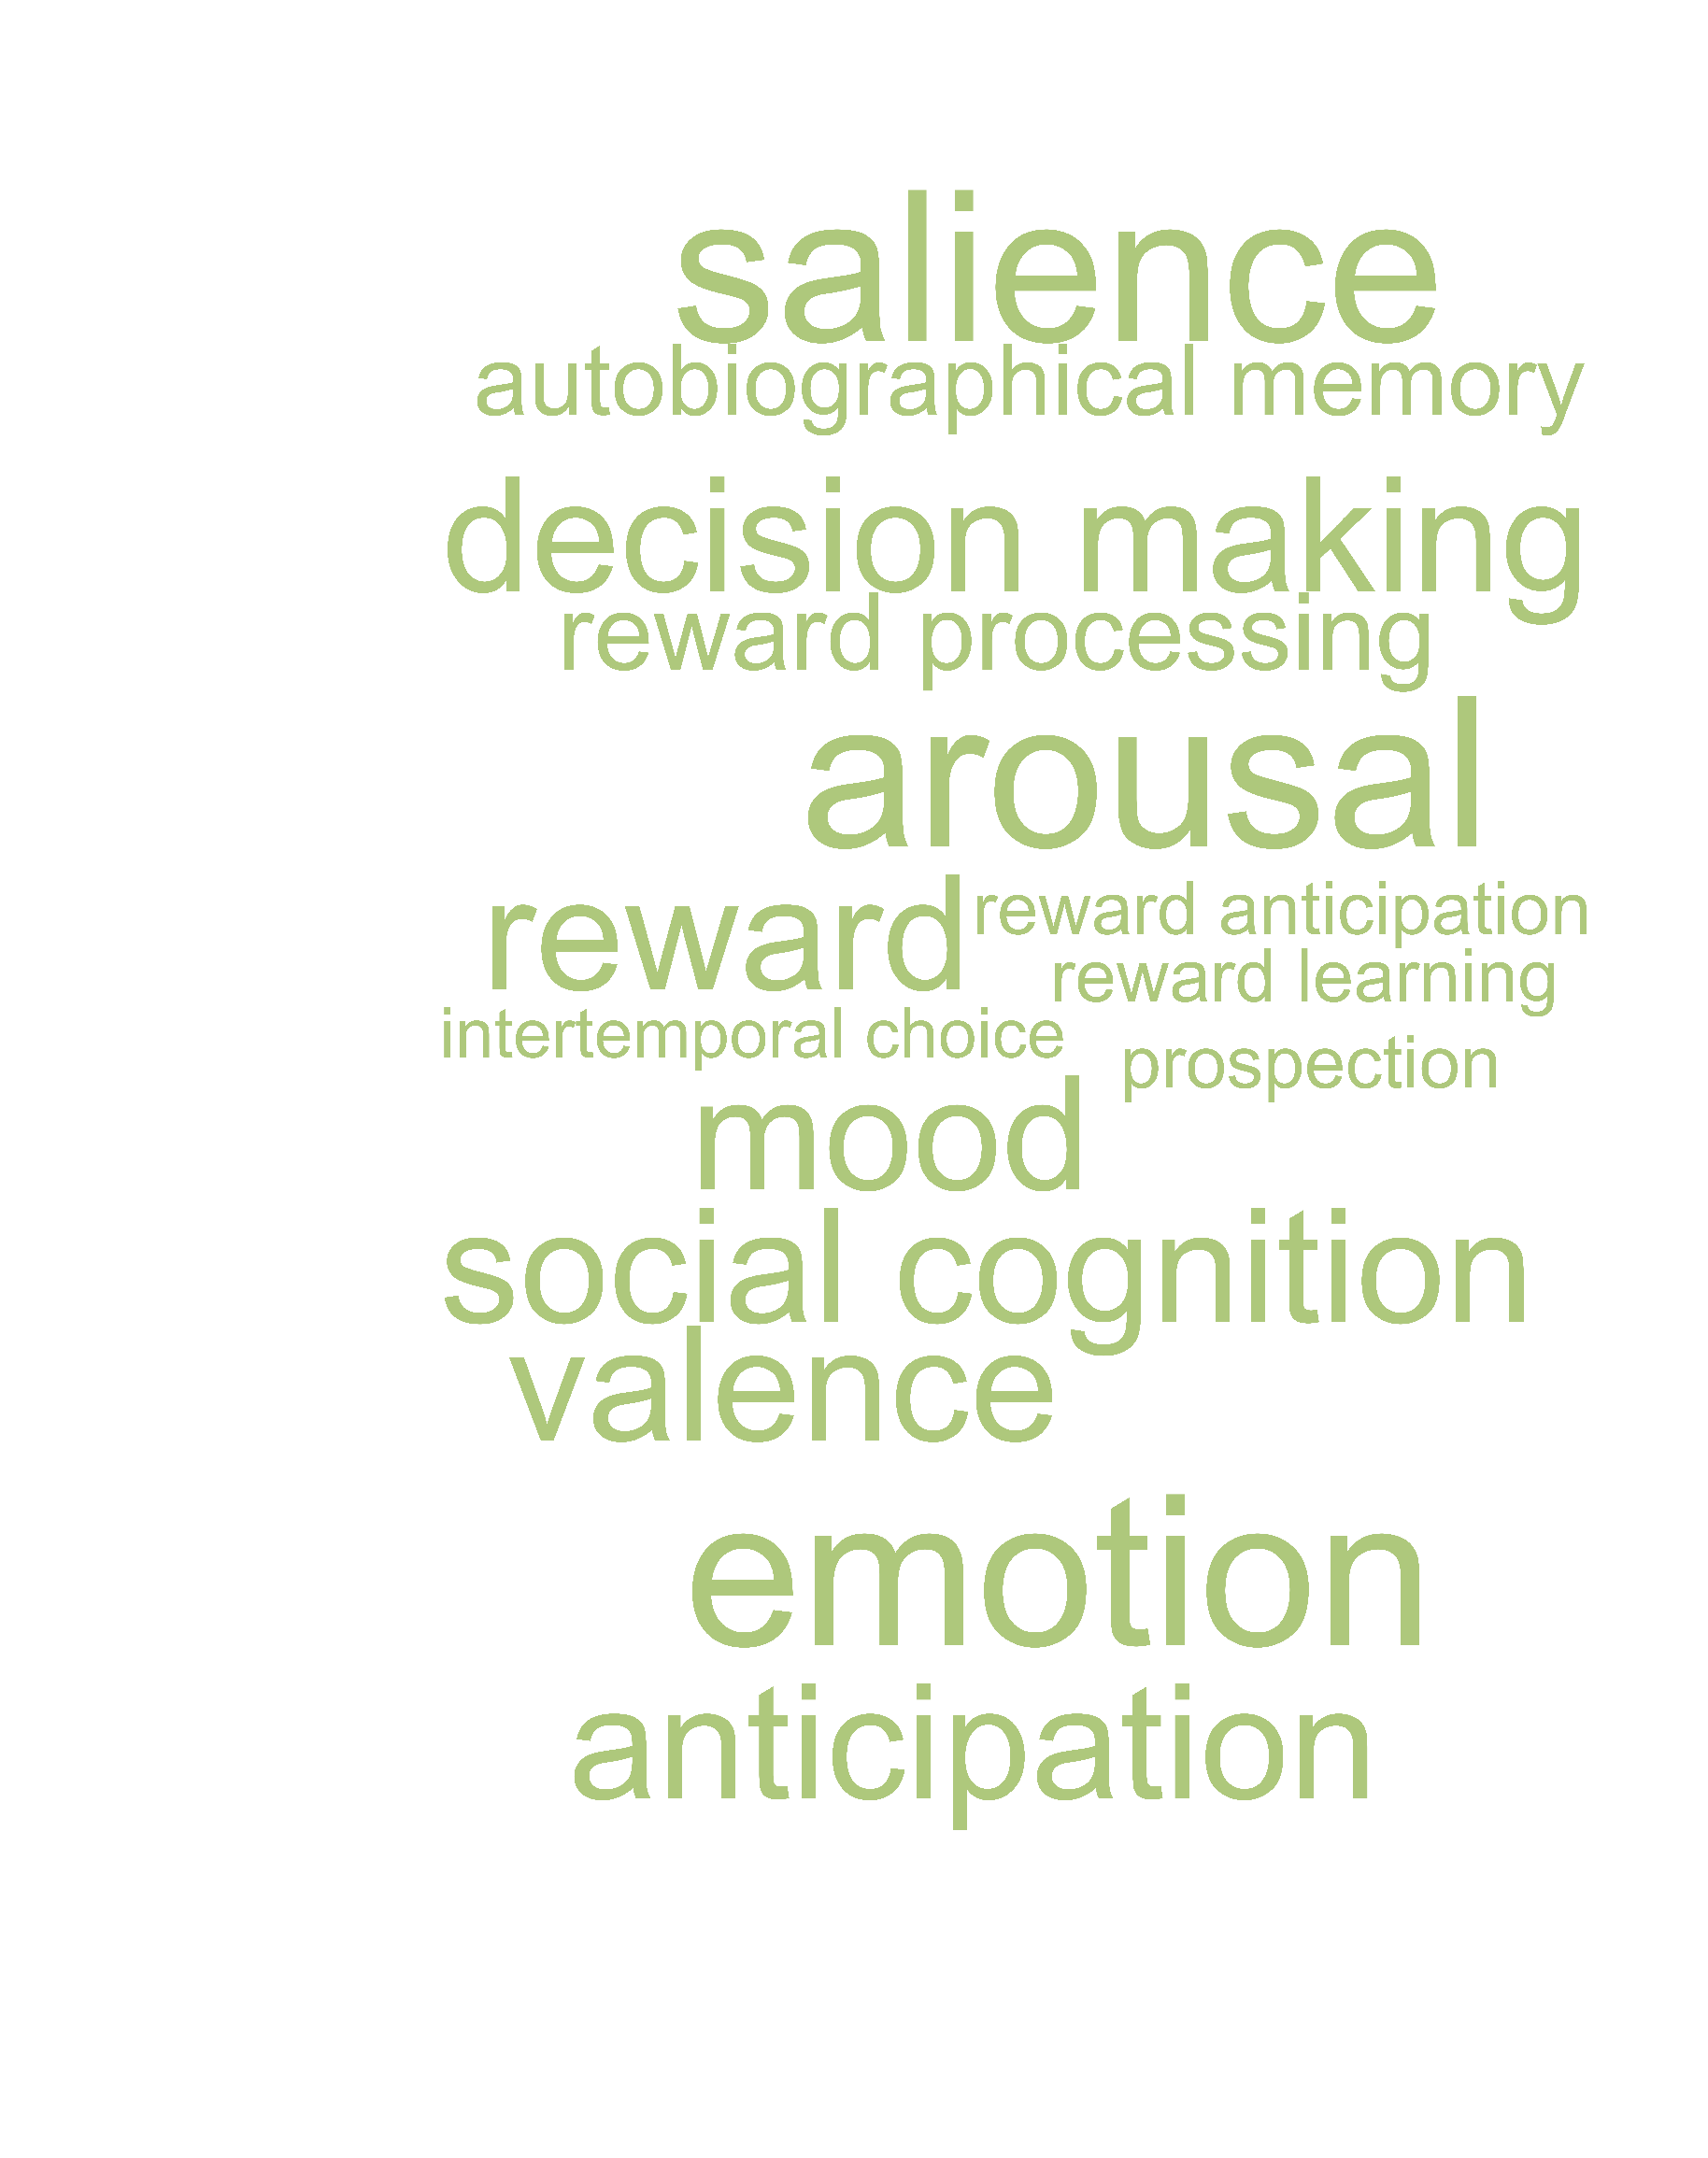 salience
autobiographical memory
decision making
reward processing
arousal
reward
reward anticipation
reward learning
intertemporal choice
prospection
mood
social cognition
valence
emotion
anticipation